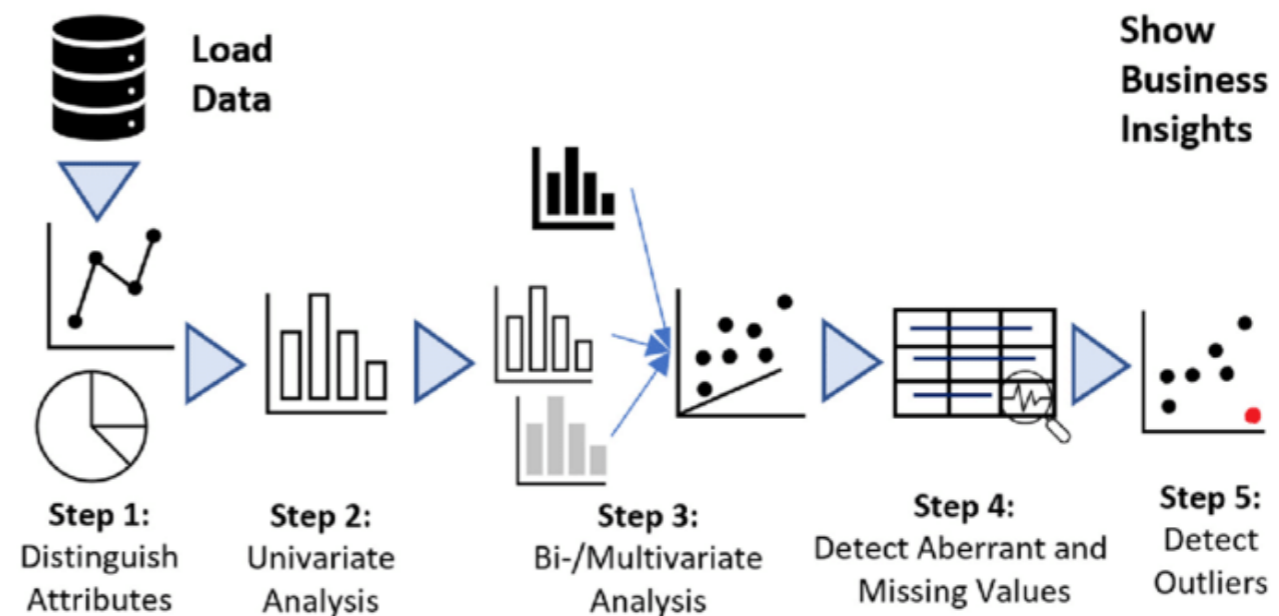 Load
Data
Show
Business
Insights
Step 1:
Distinguish
Attributes
Step 2:
Univariate
Analysis
Step 3:
Bi-/Multivariate
Analysis
Step 4:
Detect Aberrant and
Missing Values
Step 5:
Detect
Outliers